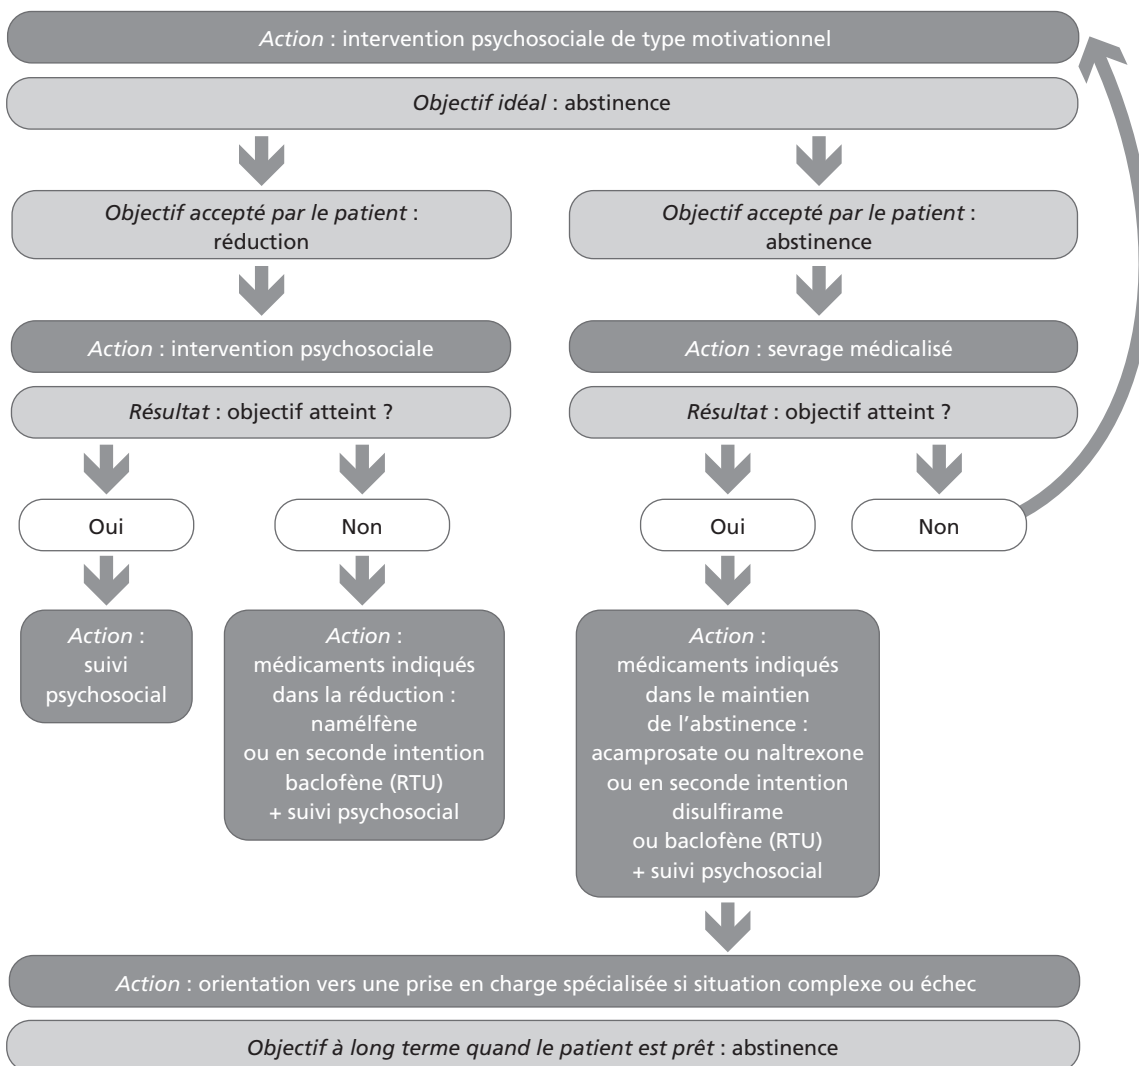 Action : intervention psychosociale de type motivationnel
Objectif idéal : abstinence
Objectif accepté par le patient :
réduction
Objectif accepté par le patient :
abstinence
Action : intervention psychosociale
Action : sevrage médicalisé
Résultat : objectif atteint ?
Résultat : objectif atteint ?
Oui
Non
Oui
Non
Action :
suivi
psychosocial
Action :
médicaments indiqués
dans la réduction :
namélfène
ou en seconde intention
baclofène (RTU)
+ suivi psychosocial
Action :
médicaments indiqués
dans le maintien
de l’abstinence :
acamprosate ou naltrexone
ou en seconde intention
disulfirame
ou baclofène (RTU)
+ suivi psychosocial
Action : orientation vers une prise en charge spécialisée si situation complexe ou échec
Objectif à long terme quand le patient est prêt : abstinence